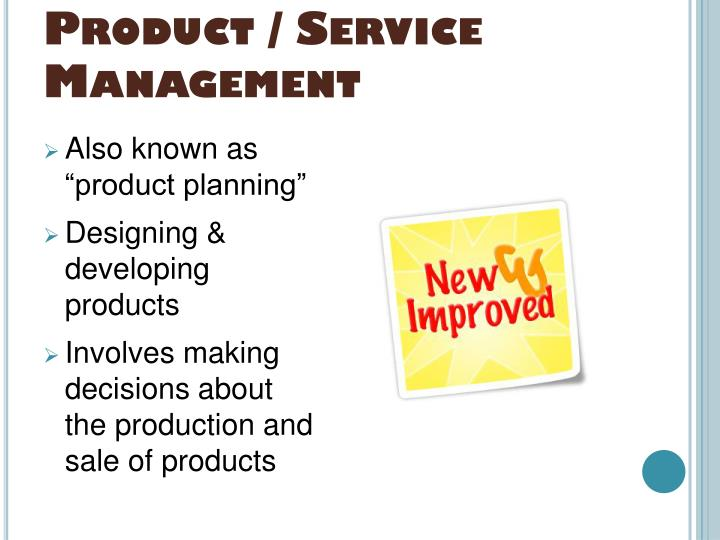 Product / Service
Management
Also known as
“product planning”
Designing &
developing
products
Involves making
decisions about
the production and
sale of products
New &
Improved